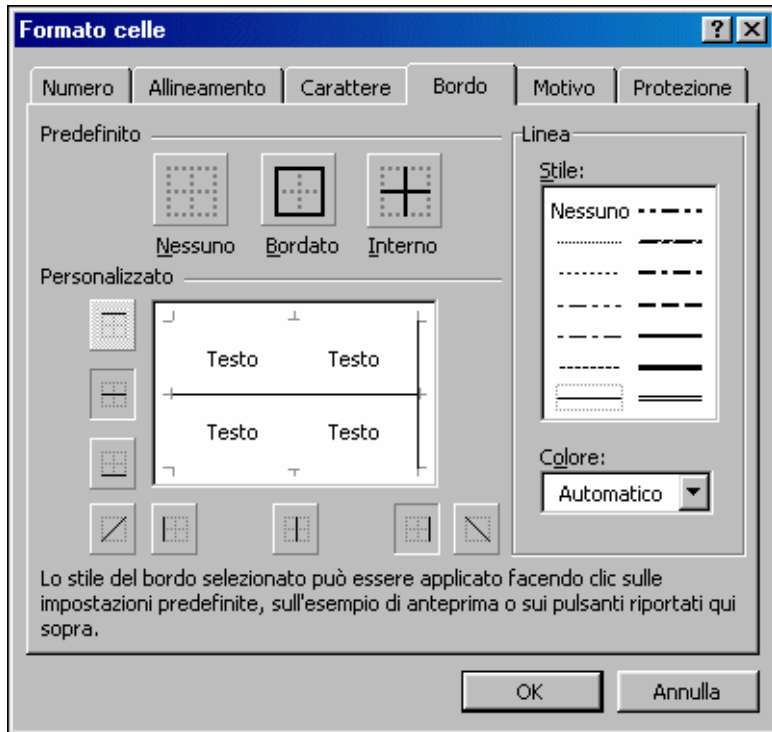 Formato celle
Numero Allineamento Carattere Bordo Motivo Protezione
Predefinito
Nessuno Bordato Interno
Personalizzato
Testo Testo
Testo Testo
Linea
Stile:
Nessuno
Colore:
Automatico
Lo stile del bordo selezionato può essere applicato facendo clic sulle
impostazioni predefinite, sull'esempio di anteprima o sui pulsanti riportati qui
sopra.
OK Annulla